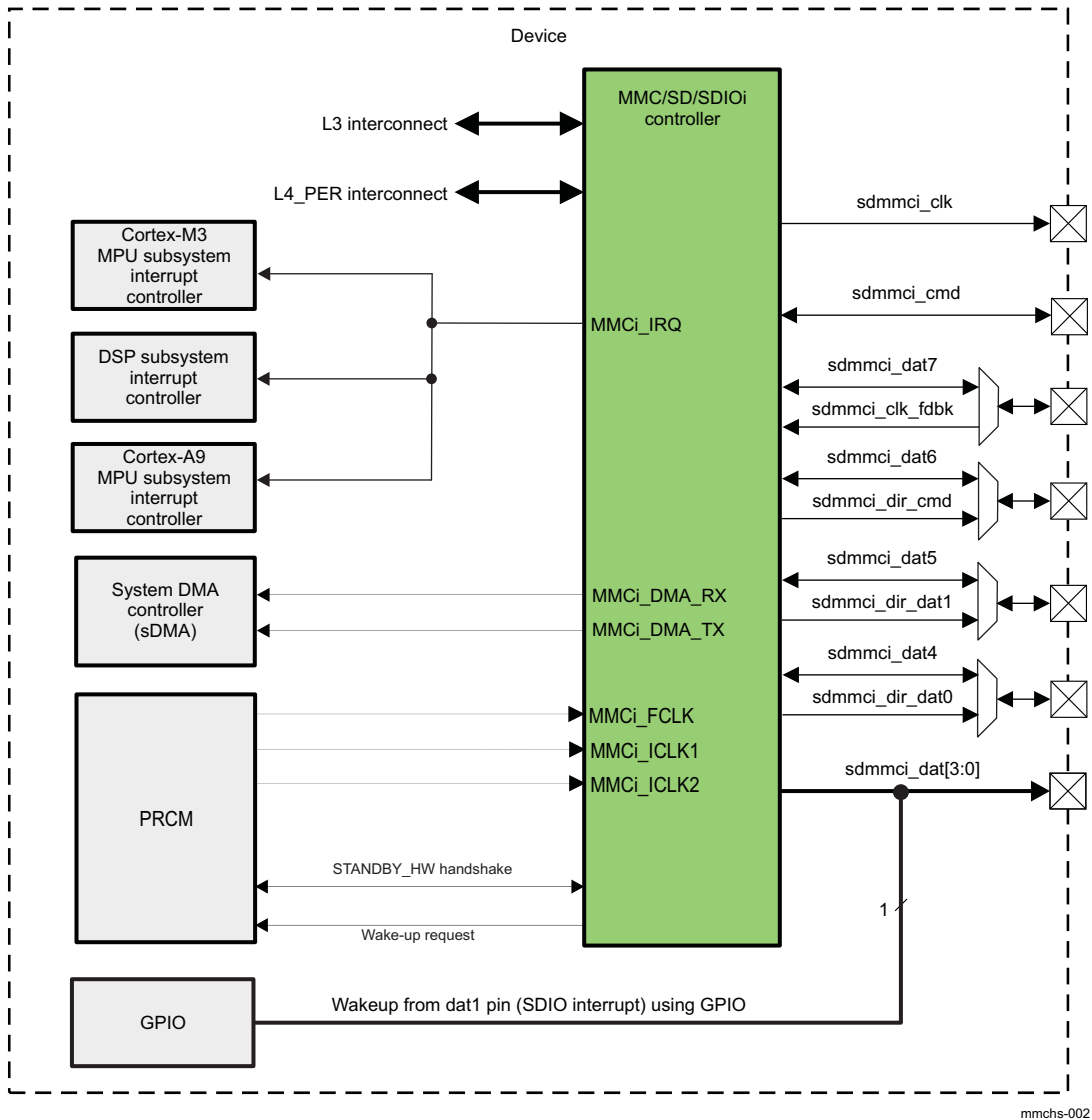 Device
MMC/SD/SDIOi
controller
L3 interconnect
L4_PER interconnect
Cortex-M3
MPU subsystem
interrupt
controller
DSP subsystem
interrupt
controller
Cortex-A9
MPU subsystem
interrupt
controller
System DMA
controller
(sDMA)
PRCM
GPIO
MMCi_IRQ
MMCi_DMA_RX
MMCi_DMA_TX
MMCi_FCLK
MMCi_ICLK1
MMCi_ICLK2
STANDBY_HW handshake
Wake-up request
Wakeup from dat1 pin (SDIO interrupt) using GPIO
sdmmci_clk
sdmmci_cmd
sdmmci_dat7
sdmmci_clk_fdbk
sdmmci_dat6
sdmmci_dir_cmd
sdmmci_dat5
sdmmci_dir_dat1
sdmmci_dat4
sdmmci_dir_dat0
sdmmci_dat[3:0]
1
mmchs-002